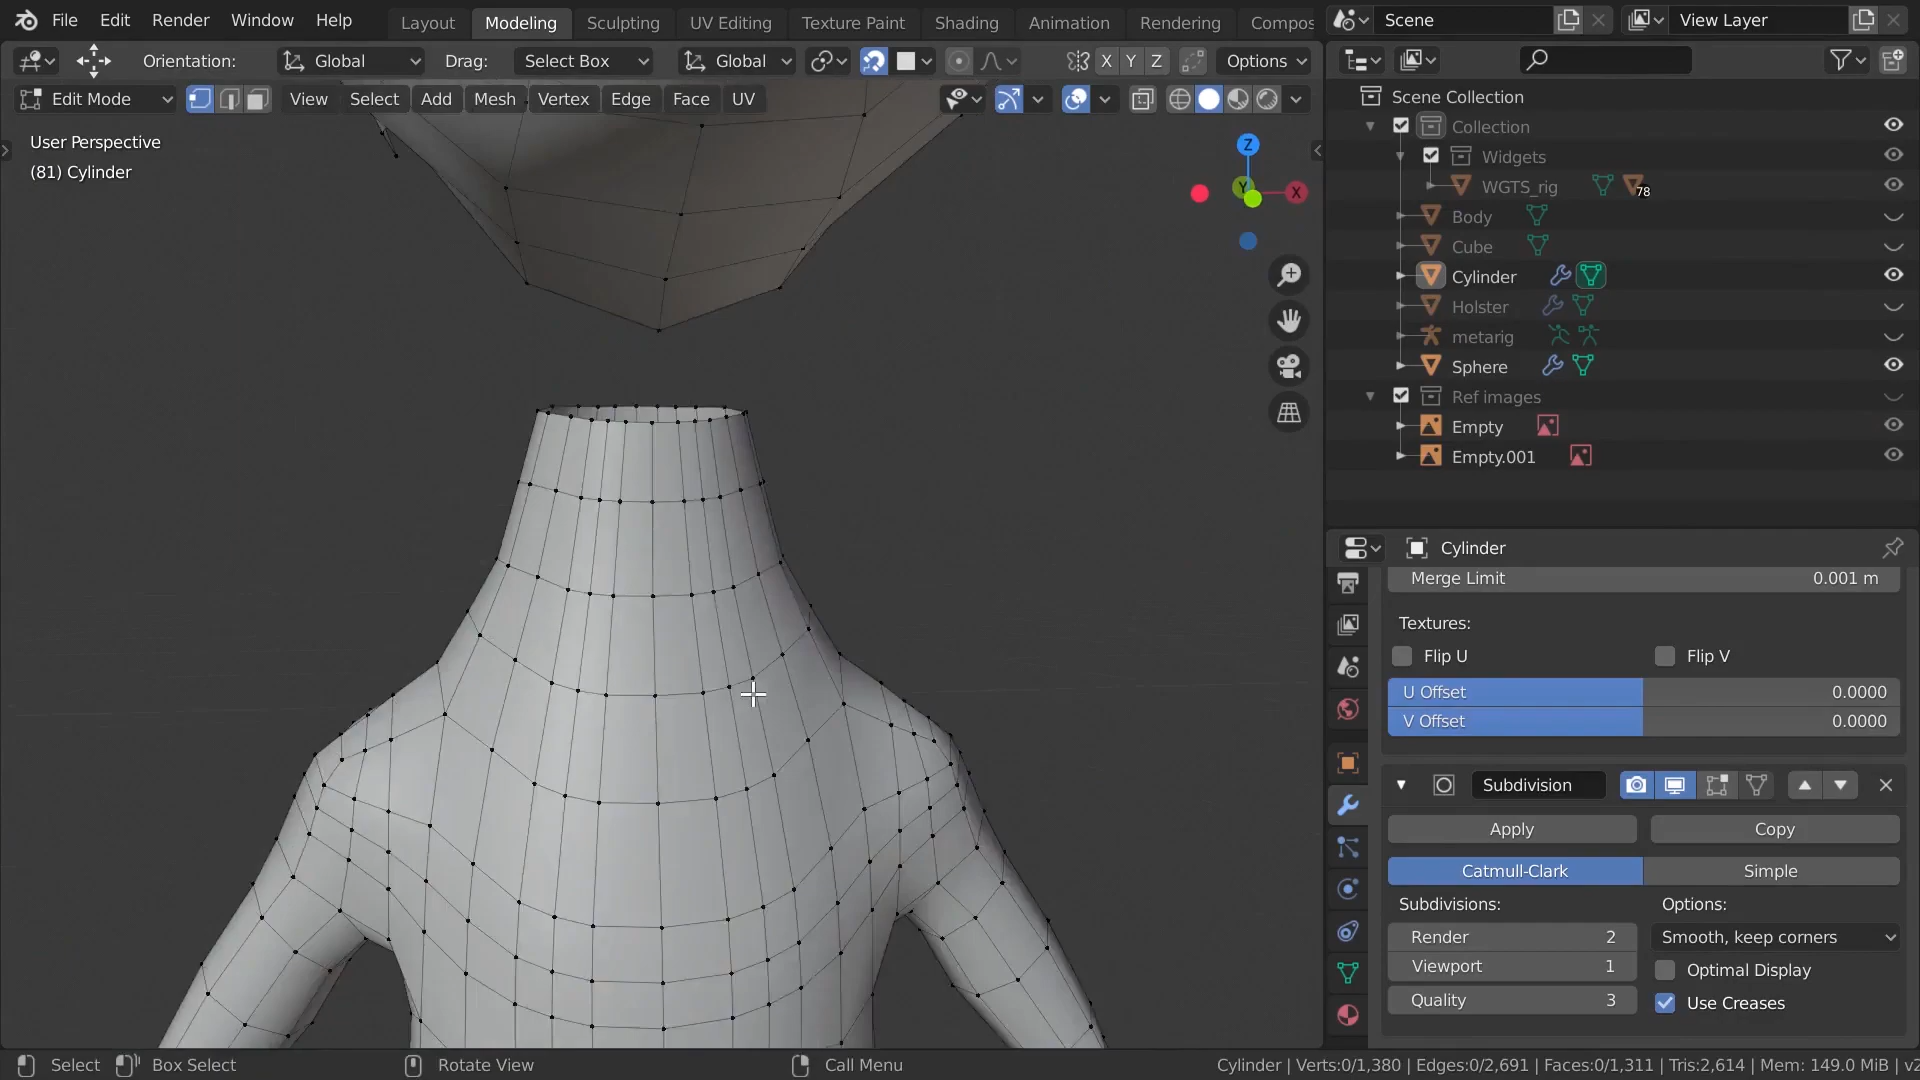 File Edit Render Window Help Layout Modeling Sculpting UV Editing Texture Paint Shading Animation Rendering Compos Scene View Layer
Orientation: Global Drag: Select Box Global X Y Z Options
Edit Mode View Select Add Mesh Vertex Edge Face UV
User Perspective
(81) Cylinder
Z
Y
X
Scene Collection
Collection
Widgets
WGTS_rig 78
Body
Cube
Cylinder
Holster
metarig
Sphere
Ref images
Empty
Empty.001
Cylinder
Merge Limit 0.001 m
Textures:
Flip U Flip V
U Offset 0.0000
V Offset 0.0000
Subdivision
Apply Copy
Catmull-Clark Simple
Subdivisions: Options:
Render 2 Smooth, keep corners
Viewport 1 Optimal Display
Quality 3 Use Creases
Select Box Select Rotate View Call Menu Cylinder | Verts:0/1,380 | Edges:0/2,691 | Faces:0/1,311 | Tris:2,614 | Mem: 149.0 MiB | v2